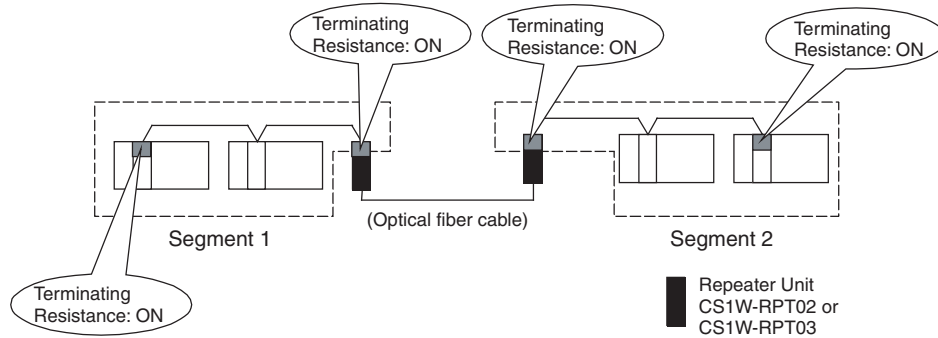 Terminating
Resistance: ON
Terminating
Resistance: ON
Terminating
Resistance: ON
(Optical fiber cable)
Segment 1
Segment 2
Terminating
Resistance: ON
Repeater Unit
CS1W-RPT02 or
CS1W-RPT03